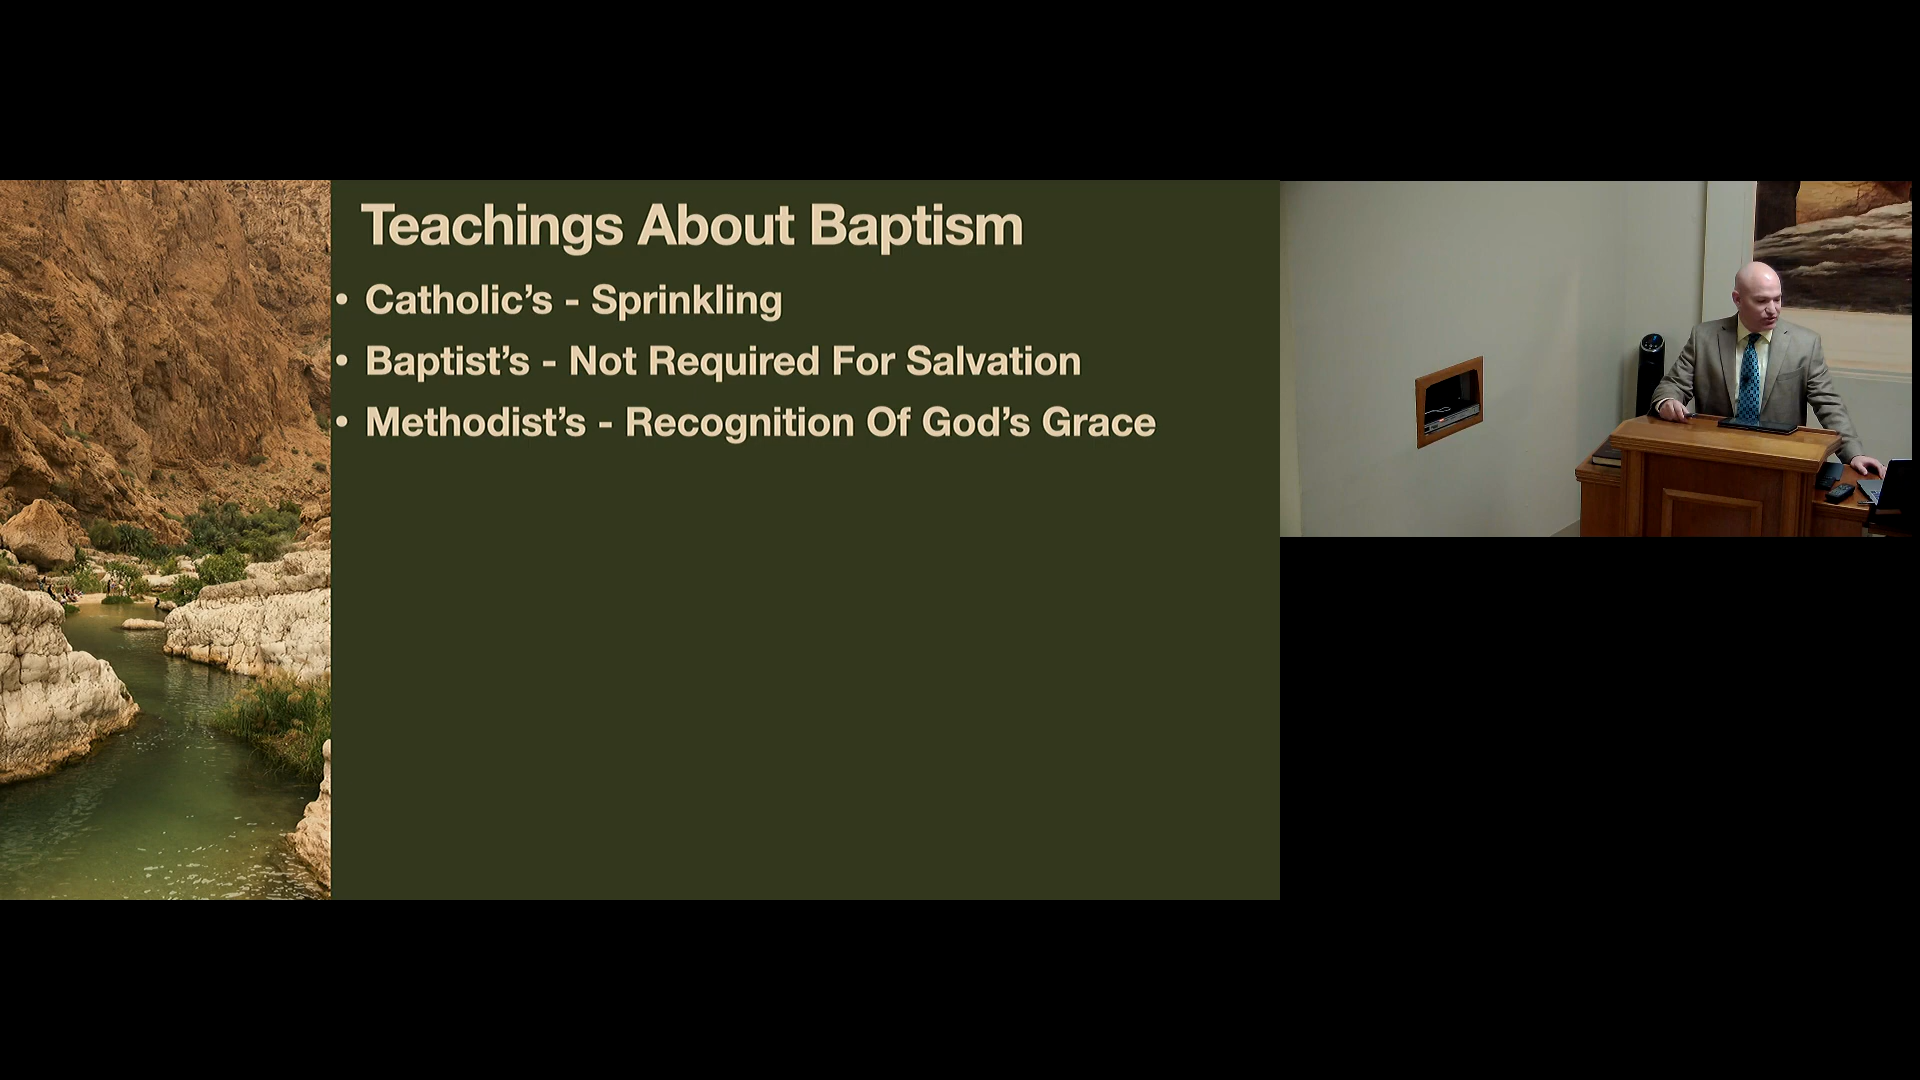 Teachings About Baptism
• Catholic’s - Sprinkling
• Baptist’s - Not Required For Salvation
• Methodist’s - Recognition Of God’s Grace